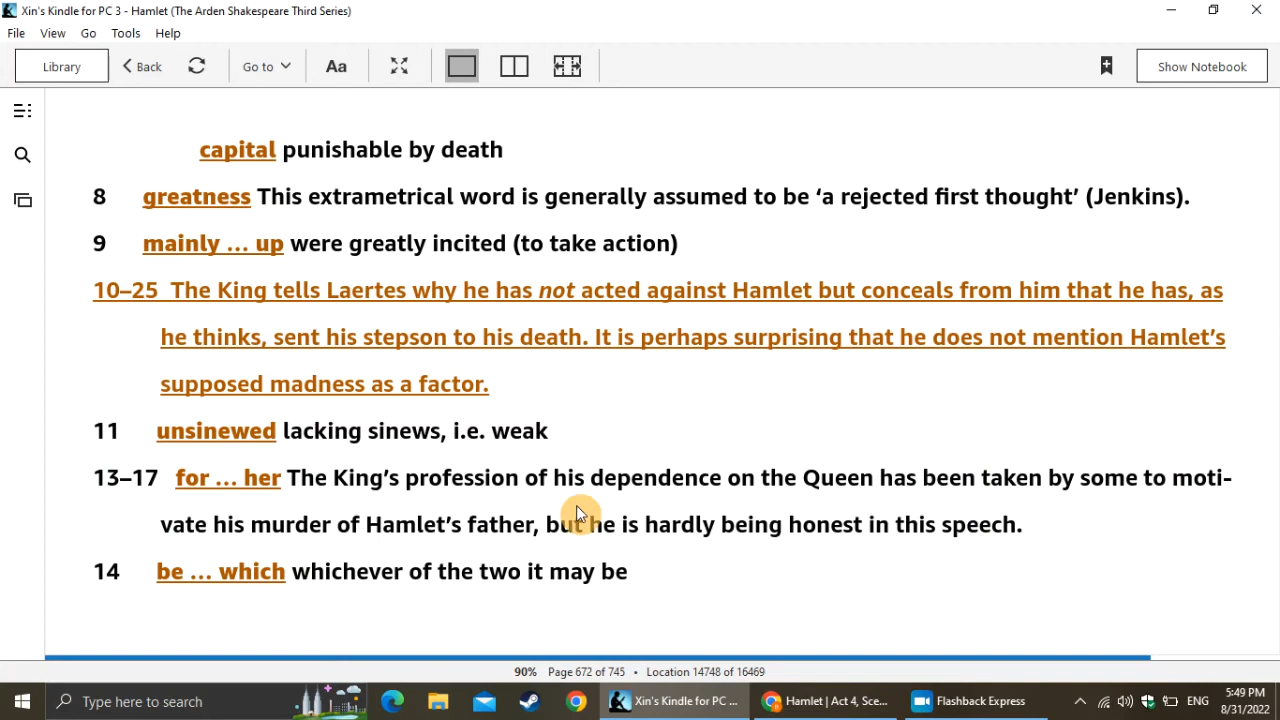 Xin's Kindle for PC 3 - Hamlet (The Arden Shakespeare Third Series)
File View Go Tools Help
Library Back Go to Aa Show Notebook
capital punishable by death
8 greatness This extrametrical word is generally assumed to be ‘a rejected first thought’ (Jenkins).
9 mainly … up were greatly incited (to take action)
10–25 The King tells Laertes why he has not acted against Hamlet but conceals from him that he has, as
he thinks, sent his stepson to his death. It is perhaps surprising that he does not mention Hamlet’s
supposed madness as a factor.
11 unsinewed lacking sinews, i.e. weak
13–17 for … her The King’s profession of his dependence on the Queen has been taken by some to moti-
vate his murder of Hamlet’s father, but he is hardly being honest in this speech.
14 be … which whichever of the two it may be
90% Page 672 of 745 • Location 14748 of 16469
Type here to search Xin's Kindle for PC ... Hamlet | Act 4, Sce... Flashback Express ENG 5:49 PM
8/31/2022